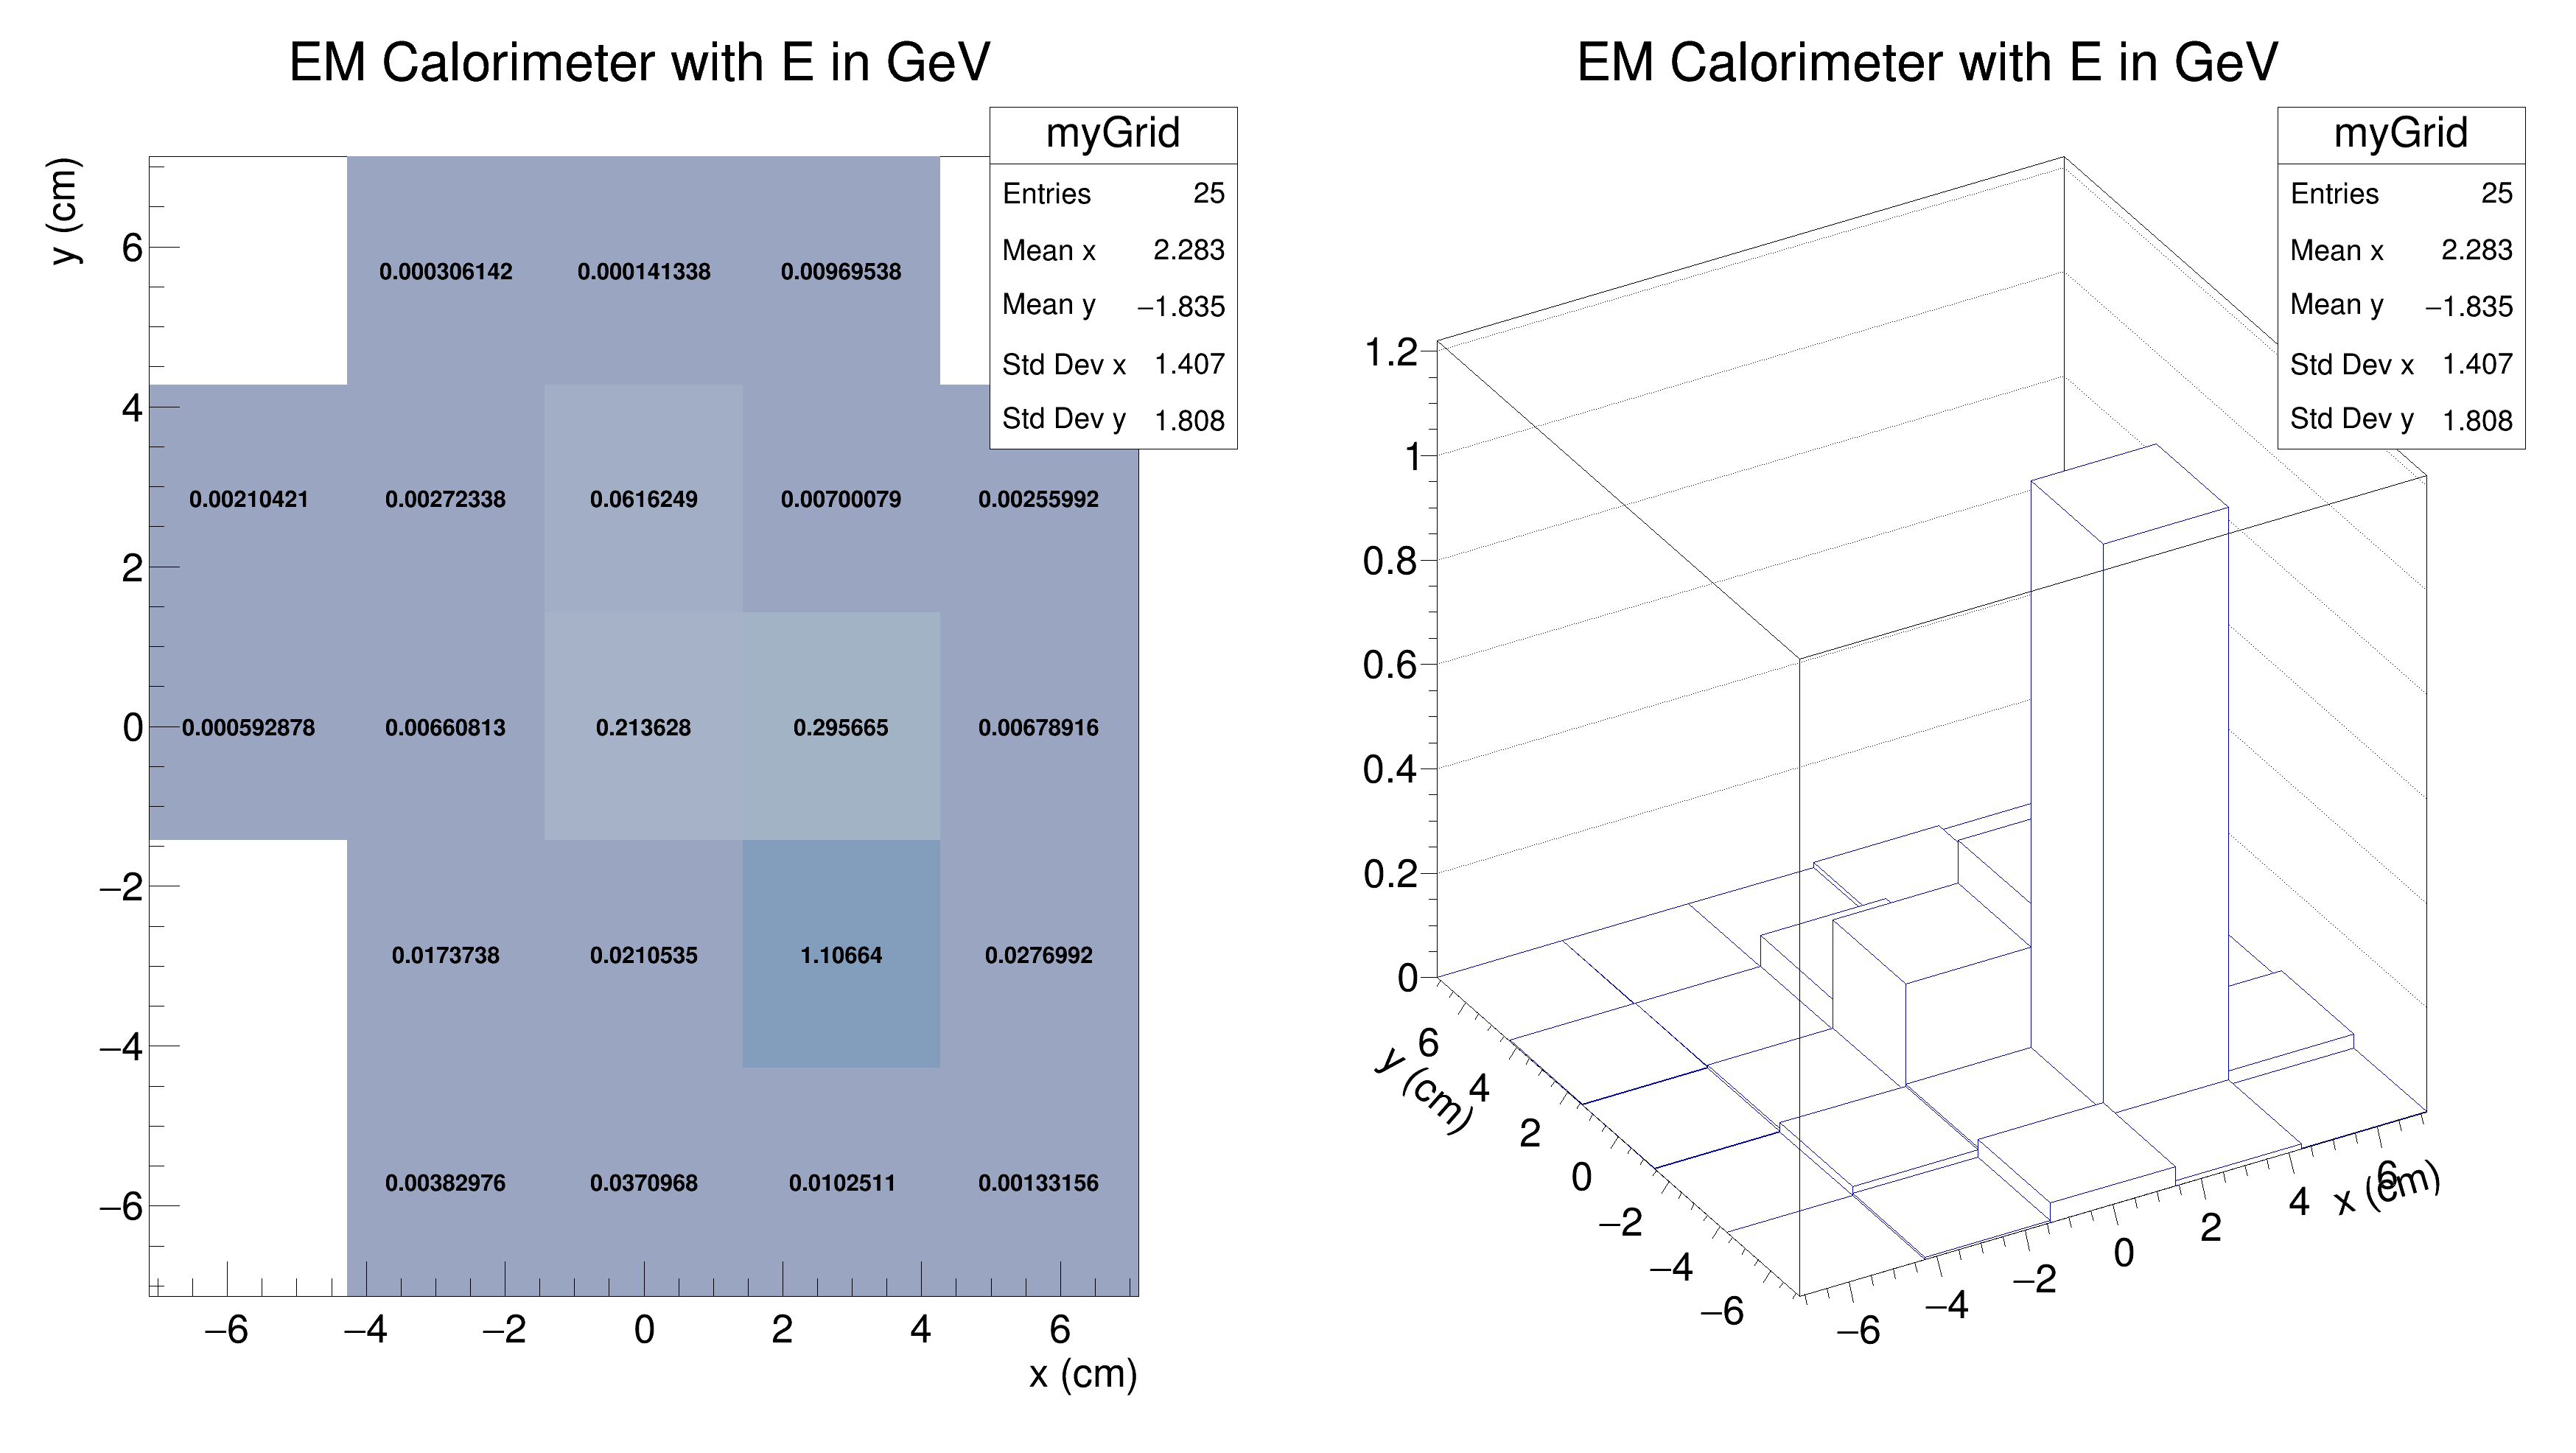 EM Calorimeter with E in GeV
myGrid
Entries 25
Mean x 2.283
Mean y −1.835
Std Dev x 1.407
Std Dev y 1.808
y (cm)
6
4
2
0
−2
−4
−6
0.000306142 0.000141338 0.00969538
0.00210421 0.00272338 0.0616249 0.00700079 0.00255992
0.000592878 0.00660813 0.213628 0.295665 0.00678916
0.0173738 0.0210535 1.10664 0.0276992
0.00382976 0.0370968 0.0102511 0.00133156
−6 −4 −2 0 2 4 6
x (cm)
EM Calorimeter with E in GeV
myGrid
Entries 25
Mean x 2.283
Mean y −1.835
Std Dev x 1.407
Std Dev y 1.808
1.2
1
0.8
0.6
0.4
0.2
0
6
4
2
0
−2
−4
−6
y (cm)
−6
−4
−2
0
2
4
6
x (cm)